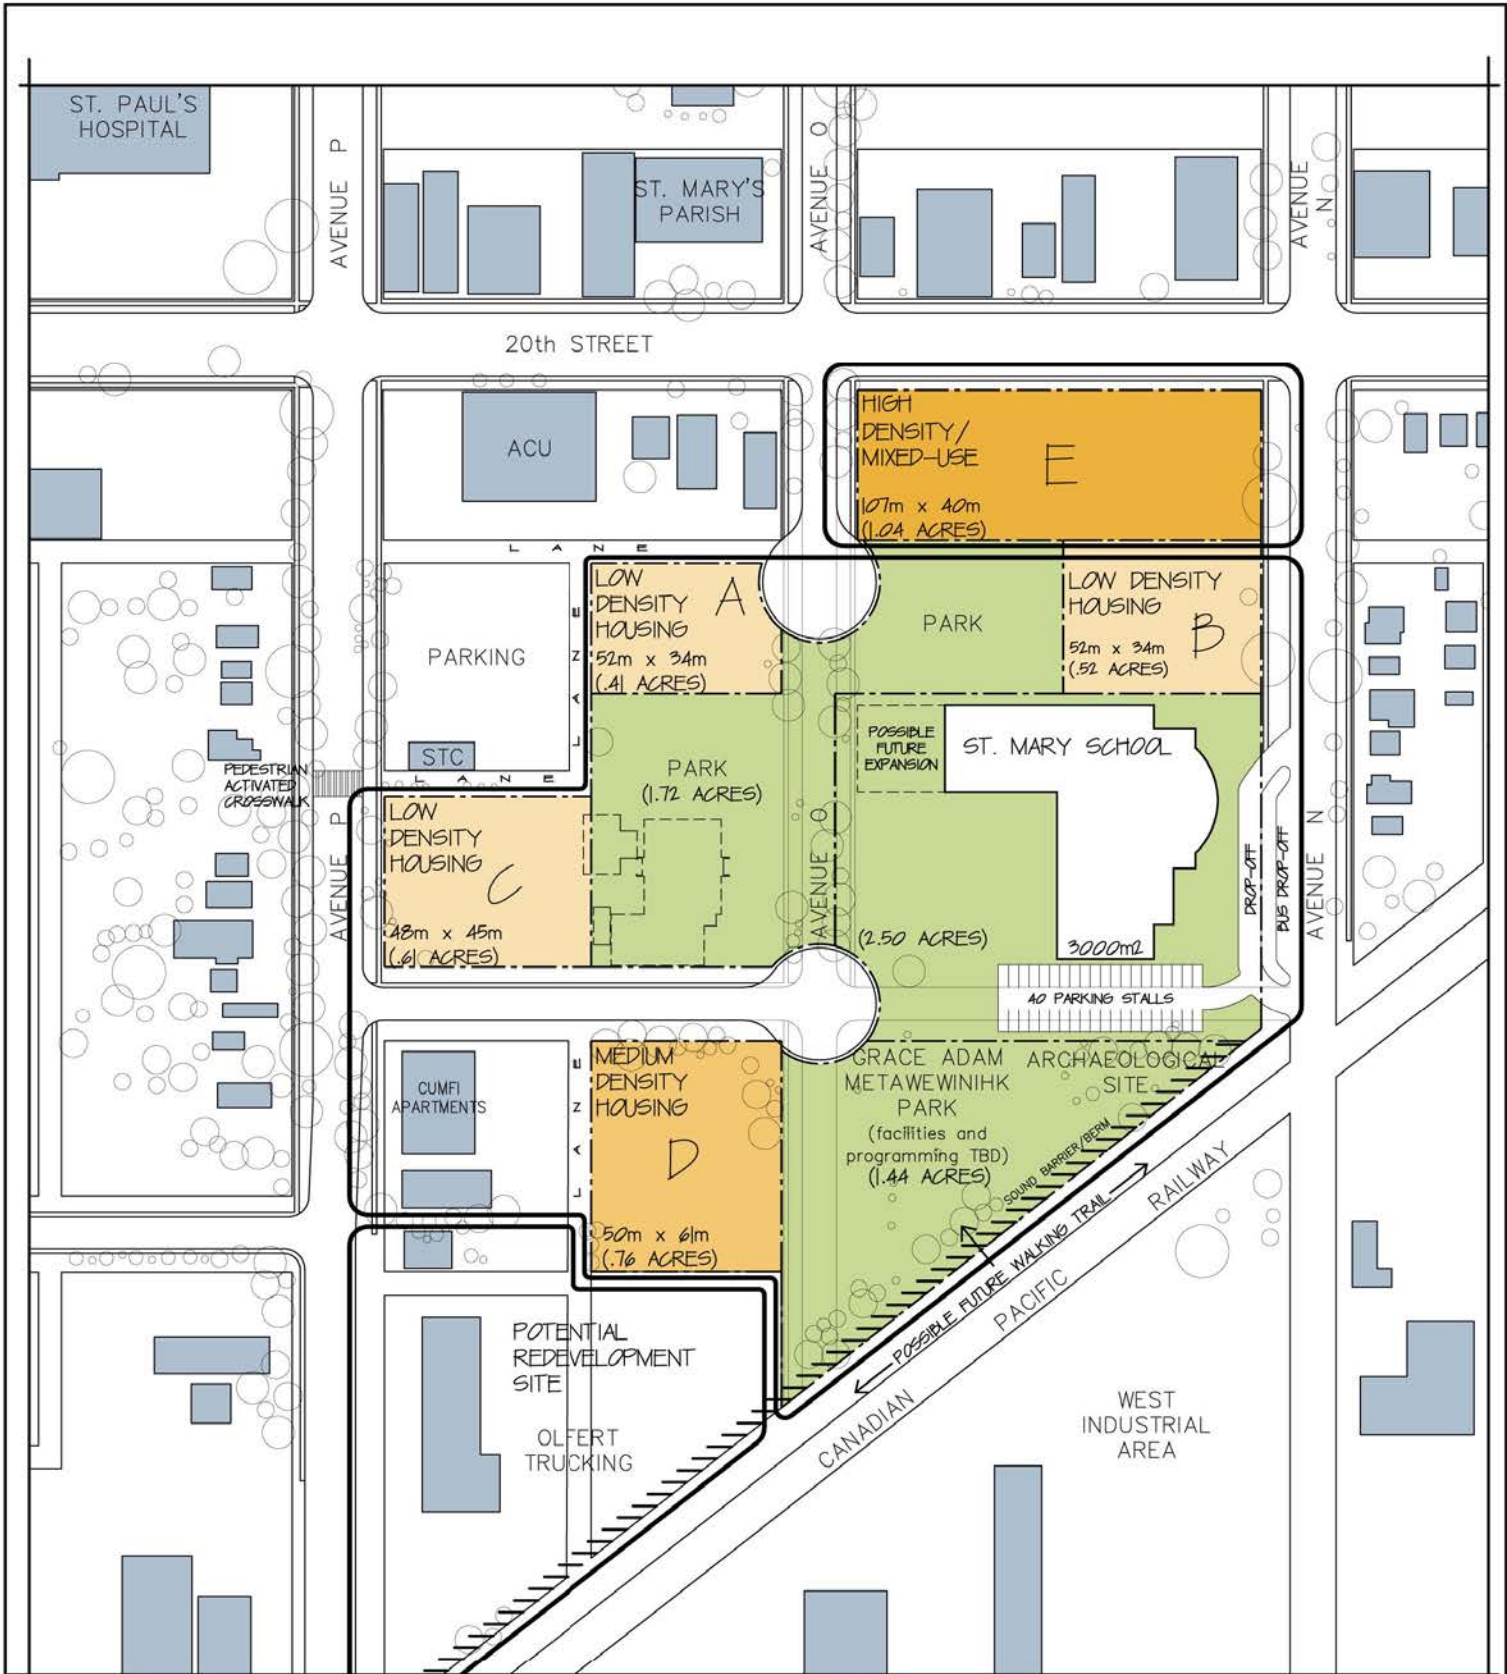 ST. PAUL'S
HOSPITAL
AVENUE P
ST. MARY'S
PARISH
AVENUE O
AVENUE
N
20th STREET
ACU
HIGH
DENSITY/
MIXED-USE
E
107m x 40m
(1.04 ACRES)
LANE
LOW
DENSITY
HOUSING
A
52m x 34m
(.41 ACRES)
PARK
LOW DENSITY
HOUSING
B
52m x 34m
(.52 ACRES)
PARKING
LANE
STC
LANE
PEDESTRIAN
ACTIVATED
CROSSWALK
PARK
(1.72 ACRES)
POSSIBLE
FUTURE
EXPANSION
ST. MARY SCHOOL
AVENUE P
LOW
DENSITY
HOUSING
C
48m x 45m
(.61 ACRES)
AVENUE O
(2.50 ACRES)
3000m2
DROP-OFF
BUS DROP-OFF
AVENUE N
40 PARKING STALLS
CUMFI
APARTMENTS
LANE
MEDIUM
DENSITY
HOUSING
D
50m x 61m
(.76 ACRES)
GRACE ADAM
METAWEWINIHK
PARK
(facilities and
programming TBD)
(1.44 ACRES)
ARCHAEOLOGICAL
SITE
SOUND BARRIER/BERM
POSSIBLE FUTURE WALKING TRAIL
CANADIAN PACIFIC RAILWAY
POTENTIAL
REDEVELOPMENT
SITE
OLFERT
TRUCKING
WEST
INDUSTRIAL
AREA